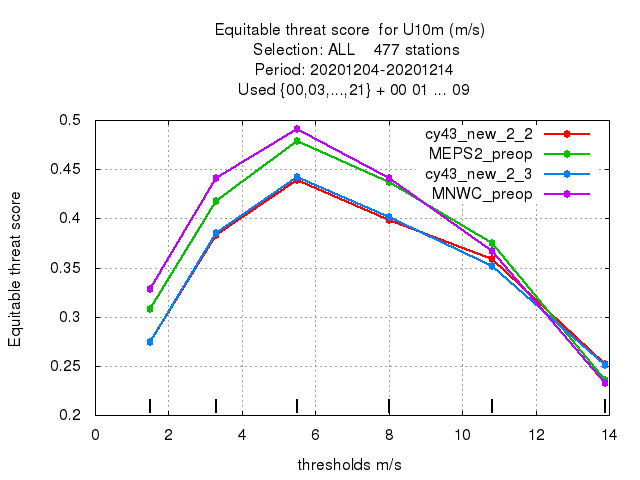 Equitable threat score  for U10m (m/s)
Selection: ALL    477 stations
Period: 20201204-20201214
Used {00,03,...,21} + 00 01 ... 09
cy43_new_2_2
MEPS2_preop
cy43_new_2_3
MNWC_preop
Equitable threat score
0.5
0.45
0.4
0.35
0.3
0.25
0.2
0 2 4 6 8 10 12 14
thresholds m/s